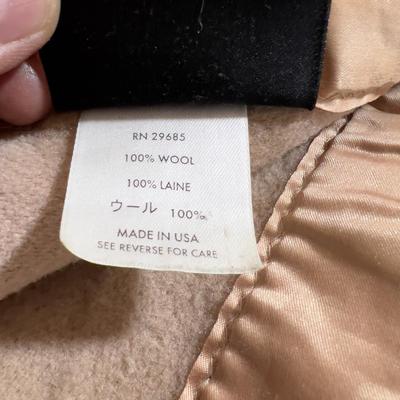 RN 29685
100% WOOL
100% LAINE
ウール 100%
MADE IN USA
SEE REVERSE FOR CARE